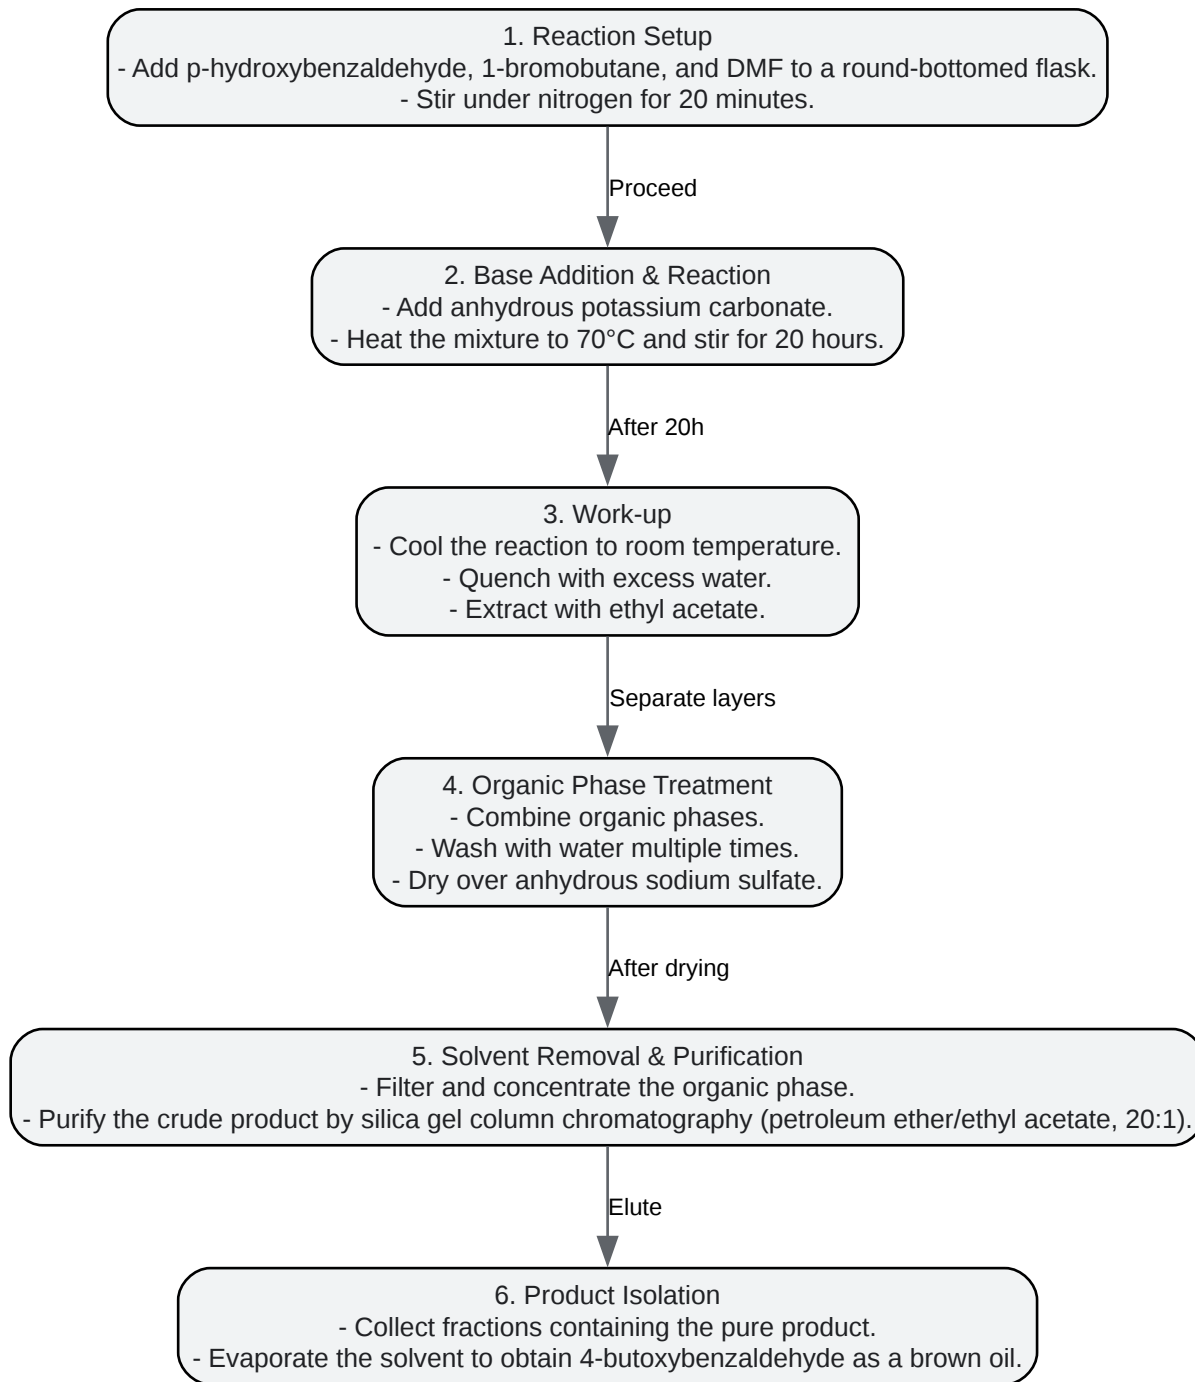 1. Reaction Setup
- Add p-hydroxybenzaldehyde, 1-bromobutane, and DMF to a round-bottomed flask.
- Stir under nitrogen for 20 minutes.
Proceed
2. Base Addition & Reaction
- Add anhydrous potassium carbonate.
- Heat the mixture to 70°C and stir for 20 hours.
After 20h
3. Work-up
- Cool the reaction to room temperature.
- Quench with excess water.
- Extract with ethyl acetate.
Separate layers
4. Organic Phase Treatment
- Combine organic phases.
- Wash with water multiple times.
- Dry over anhydrous sodium sulfate.
After drying
5. Solvent Removal & Purification
- Filter and concentrate the organic phase.
- Purify the crude product by silica gel column chromatography (petroleum ether/ethyl acetate, 20:1).
Elute
6. Product Isolation
- Collect fractions containing the pure product.
- Evaporate the solvent to obtain 4-butoxybenzaldehyde as a brown oil.